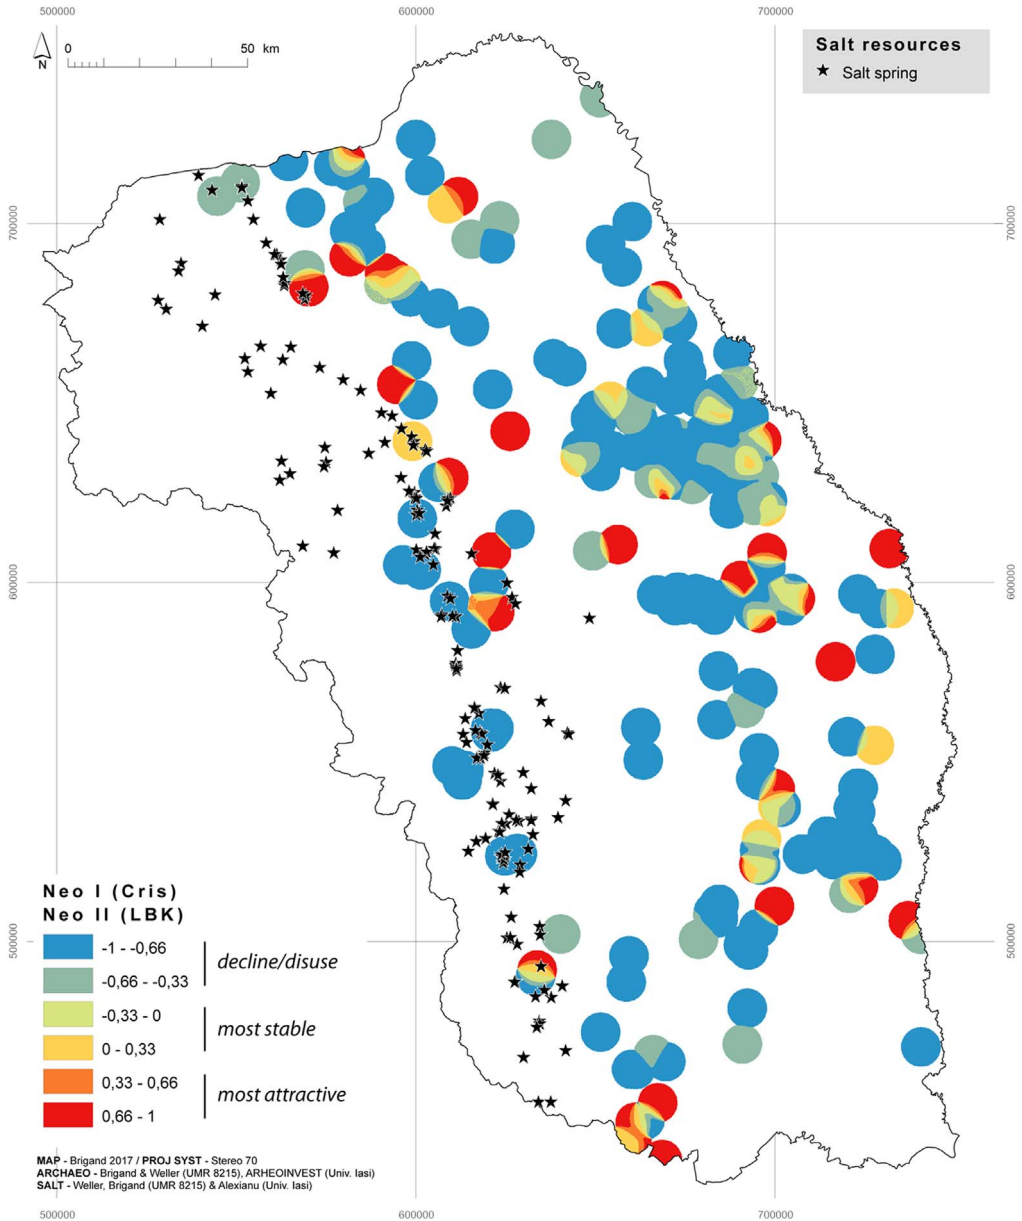 500000
600000
700000
0
50 km
N
Salt resources
Salt spring
700000
700000
600000
600000
500000
500000
Neo I (Cris)
Neo II (LBK)
-1 - -0,66
-0,66 - -0,33
decline/disuse
-0,33 - 0
0 - 0,33
most stable
0,33 - 0,66
0,66 - 1
most attractive
MAP - Brigand 2017 / PROJ SYST - Stereo 70
ARCHAEO - Brigand & Weller (UMR 8215), ARHEOINVEST (Univ. Iasi)
SALT - Weller, Brigand (UMR 8215) & Alexianu (Univ. Iasi)
500000
600000
700000